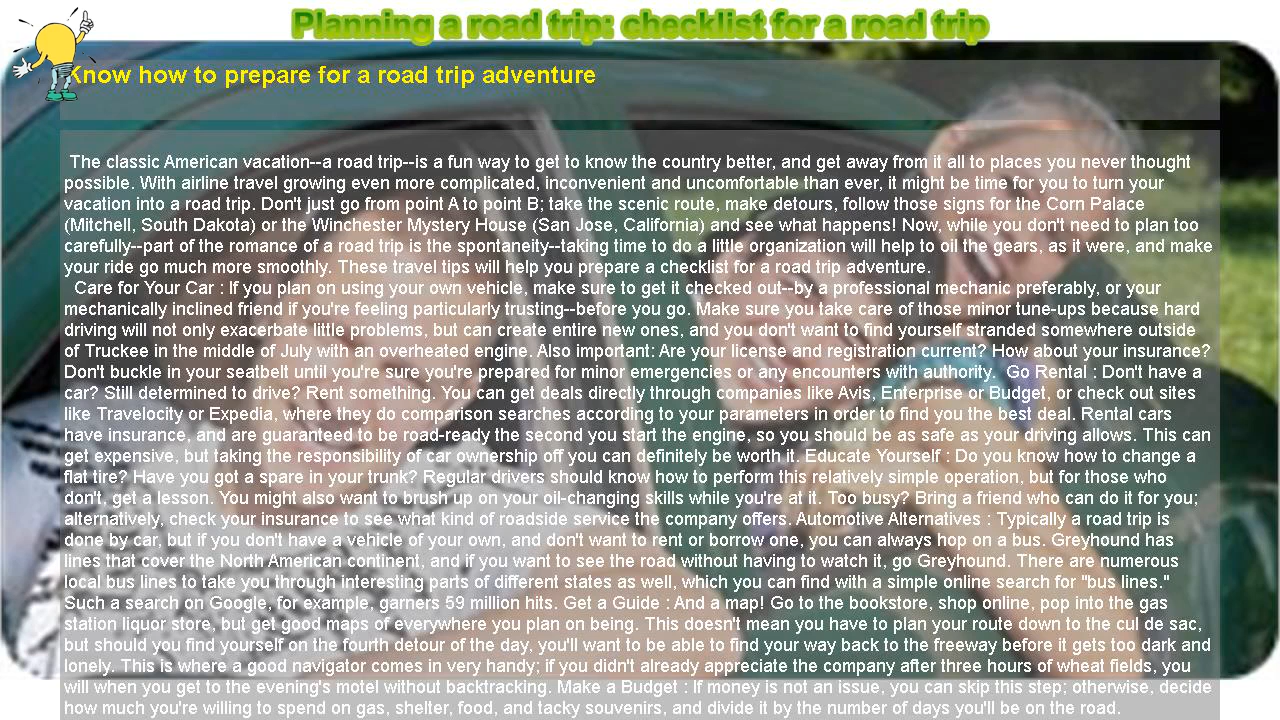 Planning a road trip: checklist for a road trip
Know how to prepare for a road trip adventure
The classic American vacation--a road trip--is a fun way to get to know the country better, and get away from it all to places you never thought
possible. With airline travel growing even more complicated, inconvenient and uncomfortable than ever, it might be time for you to turn your
vacation into a road trip. Don't just go from point A to point B; take the scenic route, make detours, follow those signs for the Corn Palace
(Mitchell, South Dakota) or the Winchester Mystery House (San Jose, California) and see what happens! Now, while you don't need to plan too
carefully--part of the romance of a road trip is the spontaneity--taking time to do a little organization will help to oil the gears, as it were, and make
your ride go much more smoothly. These travel tips will help you prepare a checklist for a road trip adventure.
Care for Your Car : If you plan on using your own vehicle, make sure to get it checked out--by a professional mechanic preferably, or your
mechanically inclined friend if you're feeling particularly trusting--before you go. Make sure you take care of those minor tune-ups because hard
driving will not only exacerbate little problems, but can create entire new ones, and you don't want to find yourself stranded somewhere outside
of Truckee in the middle of July with an overheated engine. Also important: Are your license and registration current? How about your insurance?
Don't buckle in your seatbelt until you're sure you're prepared for minor emergencies or any encounters with authority.  Go Rental : Don't have a
car? Still determined to drive? Rent something. You can get deals directly through companies like Avis, Enterprise or Budget, or check out sites
like Travelocity or Expedia, where they do comparison searches according to your parameters in order to find you the best deal. Rental cars
have insurance, and are guaranteed to be road-ready the second you start the engine, so you should be as safe as your driving allows. This can
get expensive, but taking the responsibility of car ownership off you can definitely be worth it. Educate Yourself : Do you know how to change a
flat tire? Have you got a spare in your trunk? Regular drivers should know how to perform this relatively simple operation, but for those who
don't, get a lesson. You might also want to brush up on your oil-changing skills while you're at it. Too busy? Bring a friend who can do it for you;
alternatively, check your insurance to see what kind of roadside service the company offers. Automotive Alternatives : Typically a road trip is
done by car, but if you don't have a vehicle of your own, and don't want to rent or borrow one, you can always hop on a bus. Greyhound has
lines that cover the North American continent, and if you want to see the road without having to watch it, go Greyhound. There are numerous
local bus lines to take you through interesting parts of different states as well, which you can find with a simple online search for "bus lines."
Such a search on Google, for example, garners 59 million hits. Get a Guide : And a map! Go to the bookstore, shop online, pop into the gas
station liquor store, but get good maps of everywhere you plan on being. This doesn't mean you have to plan your route down to the cul de sac,
but should you find yourself on the fourth detour of the day, you'll want to be able to find your way back to the freeway before it gets too dark and
lonely. This is where a good navigator comes in very handy; if you didn't already appreciate the company after three hours of wheat fields, you
will when you get to the evening's motel without backtracking. Make a Budget : If money is not an issue, you can skip this step; otherwise, decide
how much you're willing to spend on gas, shelter, food, and tacky souvenirs, and divide it by the number of days you'll be on the road.